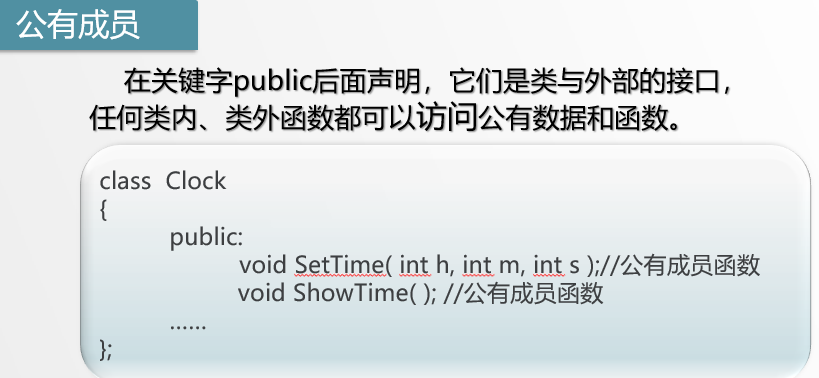 公有成员
在关键字public后面声明，它们是类与外部的接口，
任何类内、类外函数都可以访问公有数据和函数。
class  Clock
{
public:
void SetTime( int h, int m, int s );//公有成员函数
void ShowTime( ); //公有成员函数
……
};